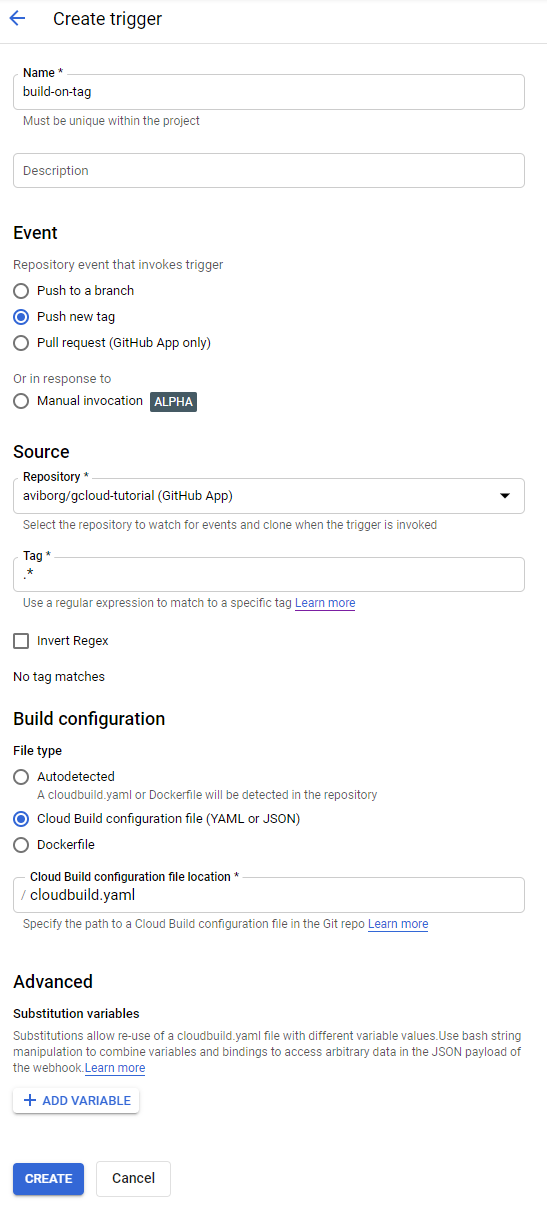 Create trigger
Name *
build-on-tag
Must be unique within the project
Description
Event
Repository event that invokes trigger
Push to a branch
Push new tag
Pull request (GitHub App only)
Or in response to
Manual invocation ALPHA
Source
Repository *
aviborg/gcloud-tutorial (GitHub App)
Select the repository to watch for events and clone when the trigger is invoked
Tag *
.*
Use a regular expression to match to a specific tag Learn more
Invert Regex
No tag matches
Build configuration
File type
Autodetected
A cloudbuild.yaml or Dockerfile will be detected in the repository
Cloud Build configuration file (YAML or JSON)
Dockerfile
Cloud Build configuration file location *
/ cloudbuild.yaml
Specify the path to a Cloud Build configuration file in the Git repo Learn more
Advanced
Substitution variables
Substitutions allow re-use of a cloudbuild.yaml file with different variable values.Use bash string
manipulation to combine variables and bindings to access arbitrary data in the JSON payload of
the webhook.Learn more
+ ADD VARIABLE
CREATE Cancel